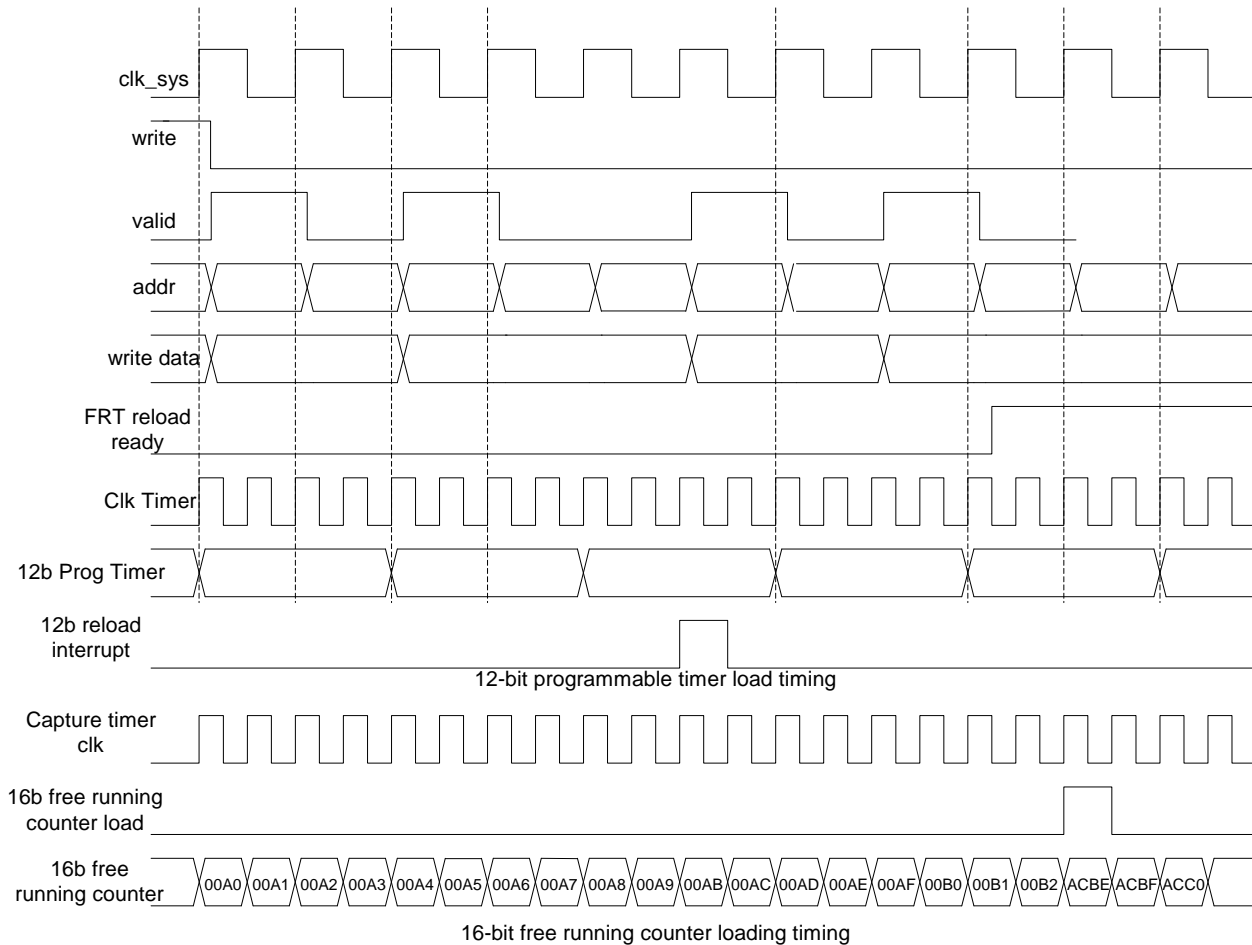 clk_sys
write
valid
addr
write data
FRT reload
ready
Clk Timer
12b Prog Timer
12b reload
interrupt
12-bit programmable timer load timing
Capture timer
clk
16b free running
counter load
16b free
running counter
00A0 00A1 00A2 00A3 00A4 00A5 00A6 00A7 00A8 00A9 00AB 00AC 00AD 00AE 00AF 00B0 00B1 00B2 ACBE ACBF ACC0
16-bit free running counter loading timing